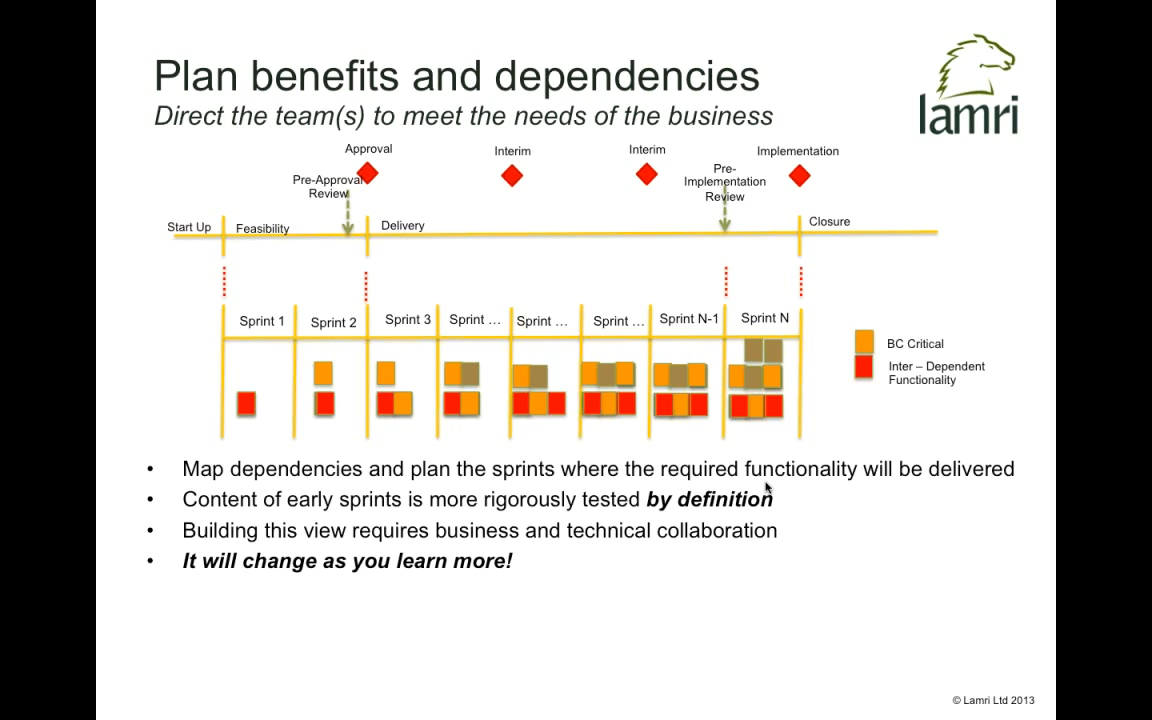 Plan benefits and dependencies
Direct the team(s) to meet the needs of the business
lamri
Approval
Interim
Interim
Implementation
Pre-Approval
Review
Pre-
Implementation
Review
Start Up
Feasibility
Delivery
Closure
Sprint 1
Sprint 2
Sprint 3
Sprint …
Sprint …
Sprint …
Sprint N-1
Sprint N
BC Critical
Inter – Dependent
Functionality
• Map dependencies and plan the sprints where the required functionality will be delivered
• Content of early sprints is more rigorously tested by definition
• Building this view requires business and technical collaboration
• It will change as you learn more!
© Lamri Ltd 2013